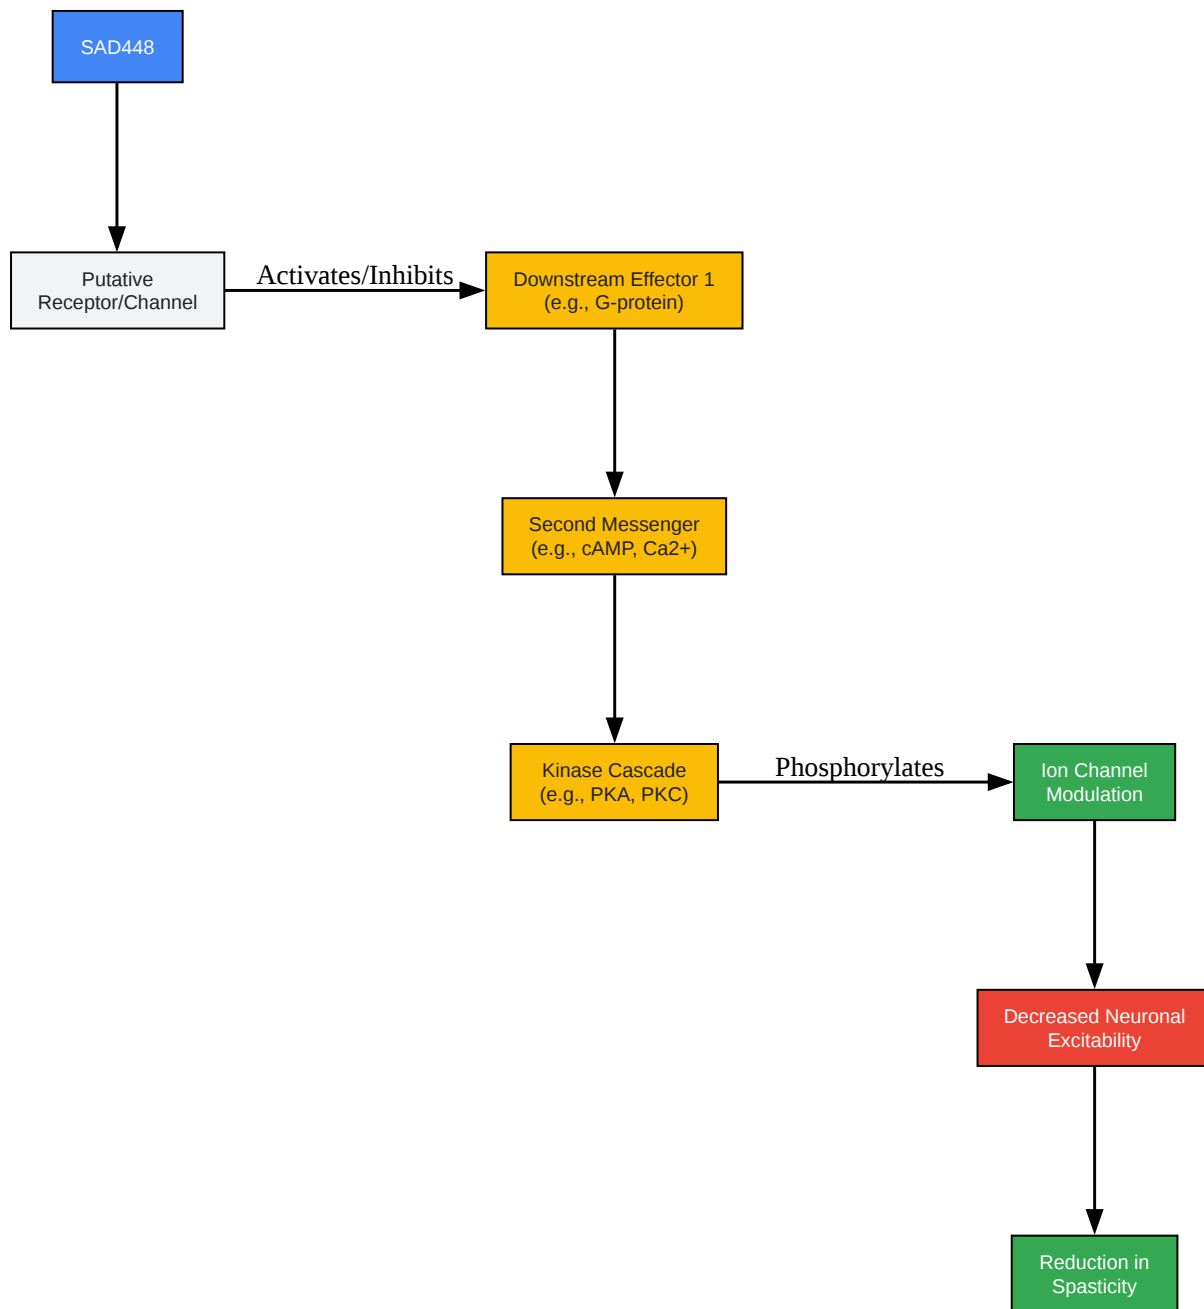 SAD448
Putative
Receptor/Channel
Activates/Inhibits
Downstream Effector 1
(e.g., G-protein)
Second Messenger
(e.g., cAMP, Ca2+)
Kinase Cascade
(e.g., PKA, PKC)
Phosphorylates
Ion Channel
Modulation
Decreased Neuronal
Excitability
Reduction in
Spasticity